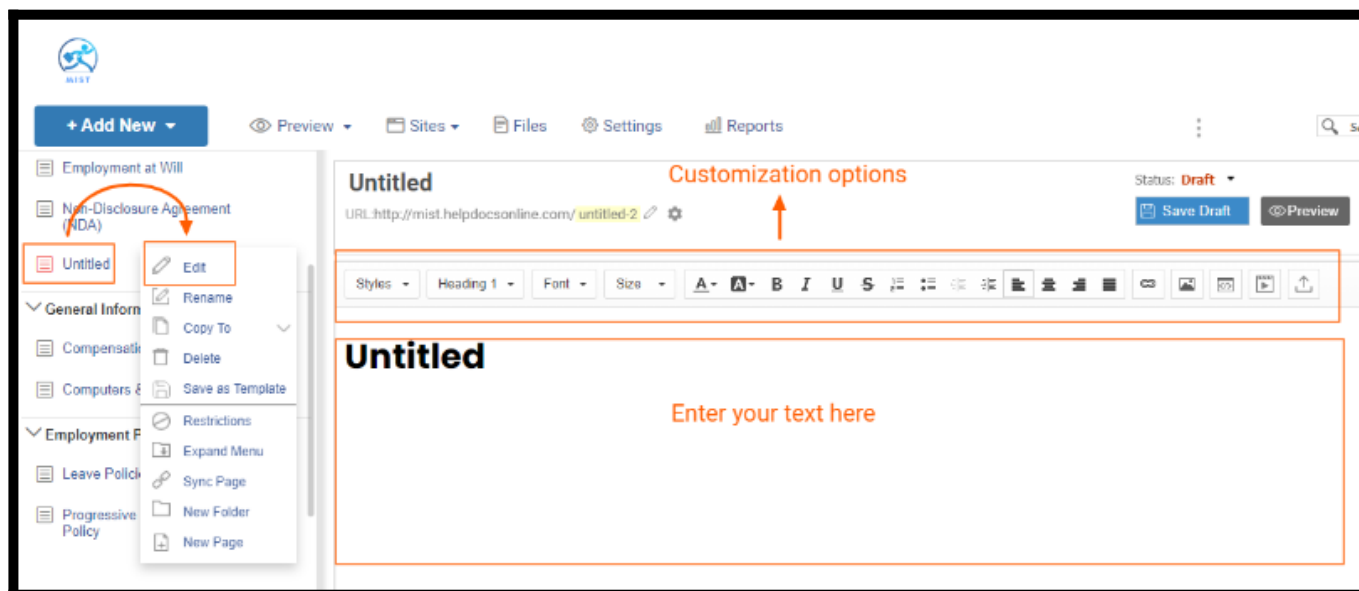 MIST
+ Add New
Preview
Sites
Files
Settings
Reports
Employment at Will
Non-Disclosure Agreement
(NDA)
Untitled
General Inform
Compensati
Computers &
Employment P
Leave Polici
Progressive
Policy
Edit
Rename
Copy To
Delete
Save as Template
Restrictions
Expand Menu
Sync Page
New Folder
New Page
Untitled
Customization options
Status: Draft
URL:http://mist.helpdocsonline.com/ untitled-2
Save Draft
Preview
Styles
Heading 1
Font
Size
A A B I U S
Untitled
Enter your text here